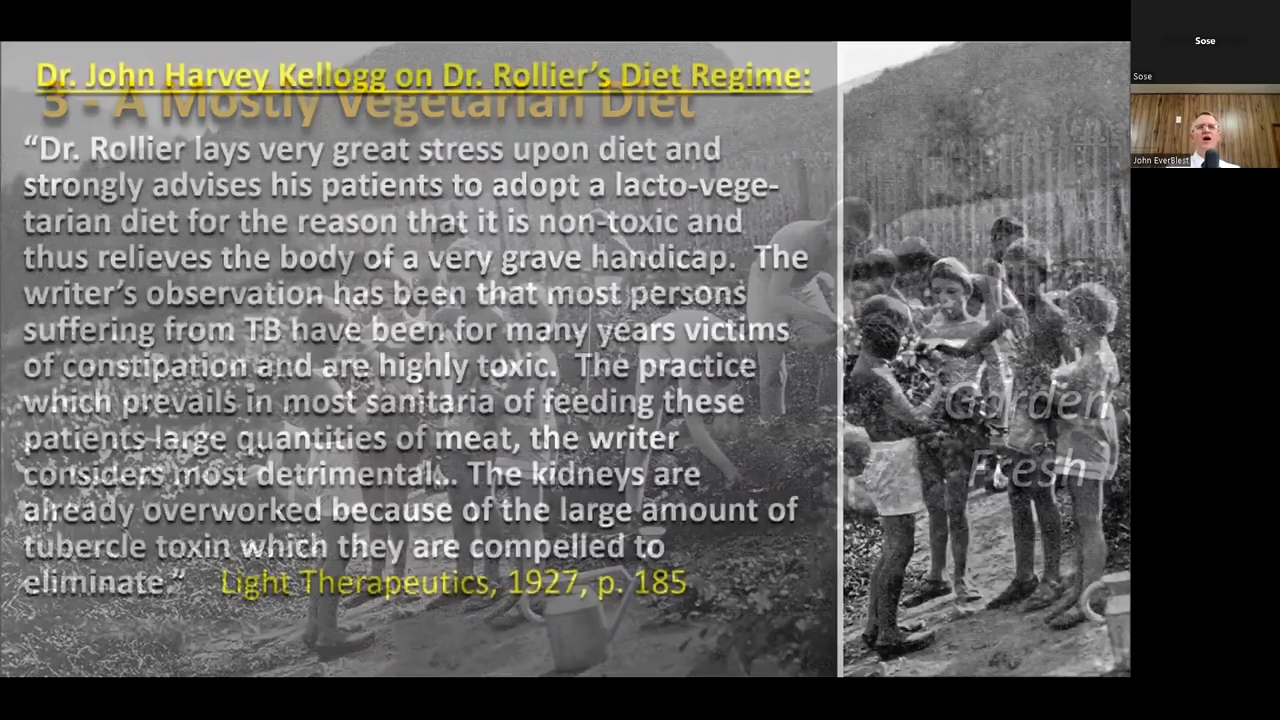 Dr. John Harvey Kellogg on Dr. Rollier's Diet Regime:
3 - A Mostly Vegetarian Diet
“Dr. Rollier lays very great stress upon diet and
strongly advises his patients to adopt a lacto-vege-
tarian diet for the reason that it is non-toxic and
thus relieves the body of a very grave handicap.  The
writer's observation has been that most persons
suffering from TB have been for many years victims
of constipation and are highly toxic.  The practice
which prevails in most sanitaria of feeding these
patients large quantities of meat, the writer
considers most detrimental… The kidneys are
already overworked because of the large amount of
tubercle toxin which they are compelled to
eliminate.” Light Therapeutics, 1927, p. 185
Garden
Fresh
Sose
Sose
John EverBlest